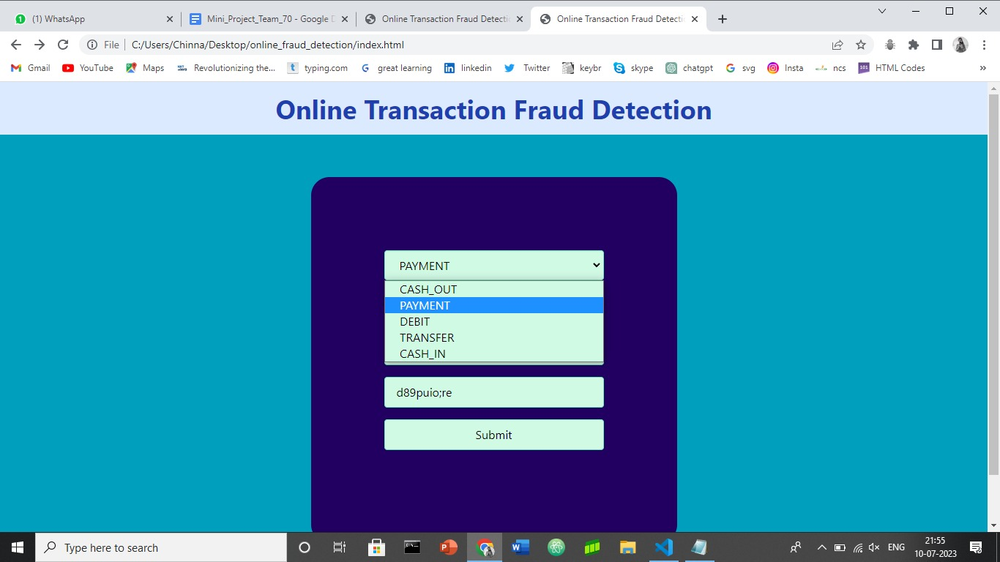 (1) WhatsApp
Mini_Project_Team_70 - Google D
Online Transaction Fraud Detectio
Online Transaction Fraud Detectio
File
C:/Users/Chinna/Desktop/online_fraud_detection/index.html
Gmail YouTube Maps Revolutionizing the... typing.com great learning linkedin Twitter keybr skype chatgpt svg Insta ncs HTML Codes »
Online Transaction Fraud Detection
PAYMENT
CASH_OUT
PAYMENT
DEBIT
TRANSFER
CASH_IN
d89puio;re
Submit
Type here to search
ENG
21:55
10-07-2023